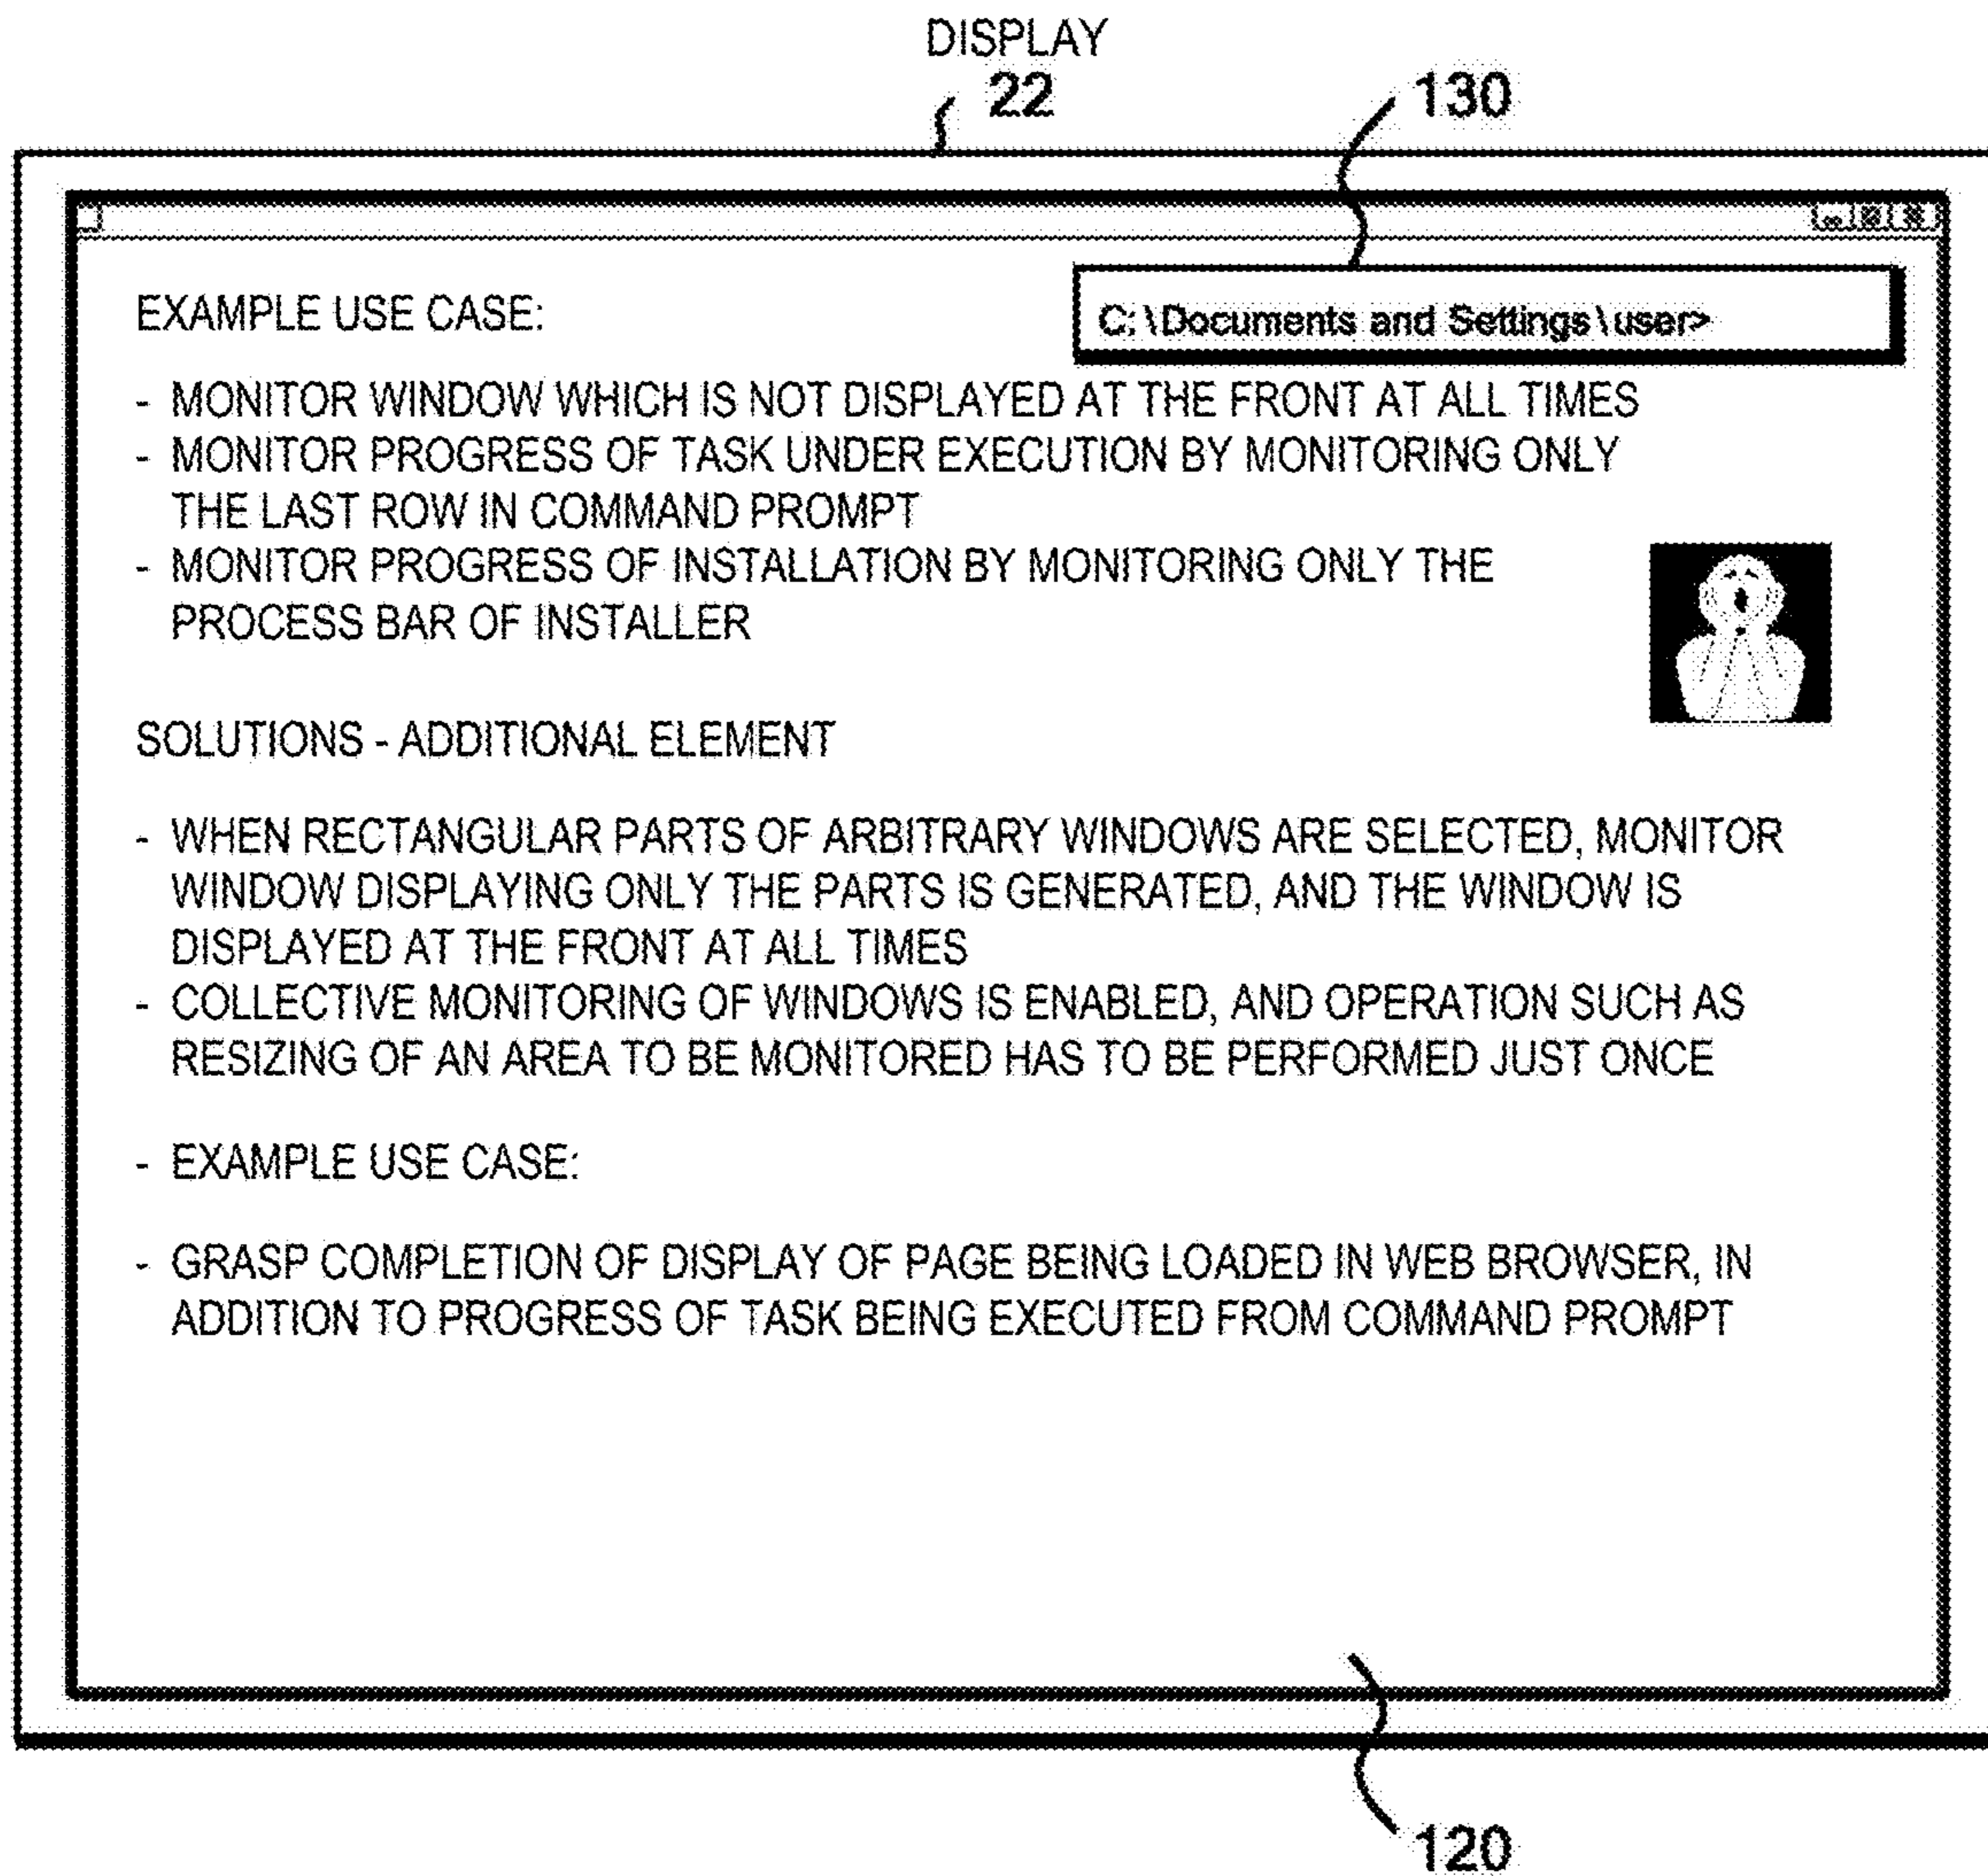 DISPLAY
22
130
EXAMPLE USE CASE:
C:\Documents and Settings\user>
- MONITOR WINDOW WHICH IS NOT DISPLAYED AT THE FRONT AT ALL TIMES
- MONITOR PROGRESS OF TASK UNDER EXECUTION BY MONITORING ONLY
THE LAST ROW IN COMMAND PROMPT
- MONITOR PROGRESS OF INSTALLATION BY MONITORING ONLY THE
PROCESS BAR OF INSTALLER
SOLUTIONS - ADDITIONAL ELEMENT
- WHEN RECTANGULAR PARTS OF ARBITRARY WINDOWS ARE SELECTED, MONITOR
WINDOW DISPLAYING ONLY THE PARTS IS GENERATED, AND THE WINDOW IS
DISPLAYED AT THE FRONT AT ALL TIMES
- COLLECTIVE MONITORING OF WINDOWS IS ENABLED, AND OPERATION SUCH AS
RESIZING OF AN AREA TO BE MONITORED HAS TO BE PERFORMED JUST ONCE
- EXAMPLE USE CASE:
- GRASP COMPLETION OF DISPLAY OF PAGE BEING LOADED IN WEB BROWSER, IN
ADDITION TO PROGRESS OF TASK BEING EXECUTED FROM COMMAND PROMPT
120